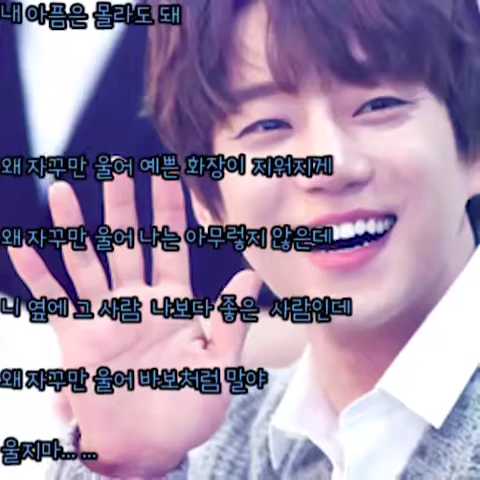 내 아픔은 몰라도 돼
왜 자꾸만 울어 예쁜 화장이 지워지게
왜 자꾸만 울어 나는 아무렇지 않은데
니 옆에 그 사람 나보다 좋은 사람인데
왜 자꾸만 울어 바보처럼 말야
울지마... ...